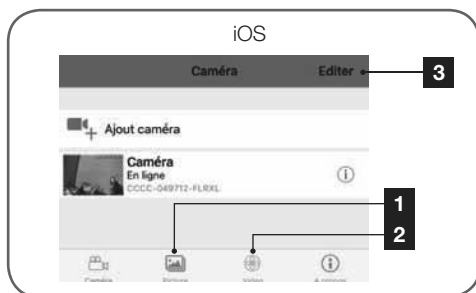 iOS
Caméra Editer 3
Ajout caméra
Caméra
En ligne
CCCC-049712-FLRXL
1
2
Caméra Picture Video A propos